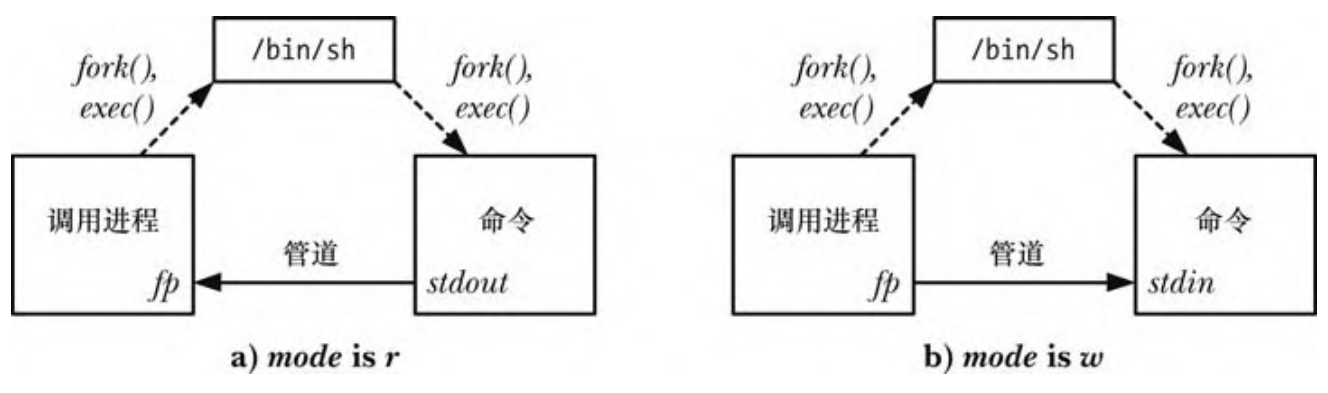 /bin/sh
fork(),
exec()
fork(),
exec()
调用进程
命令
管道
fp
stdout
a) mode is r
/bin/sh
fork(),
exec()
fork(),
exec()
调用进程
命令
管道
fp
stdin
b) mode is w